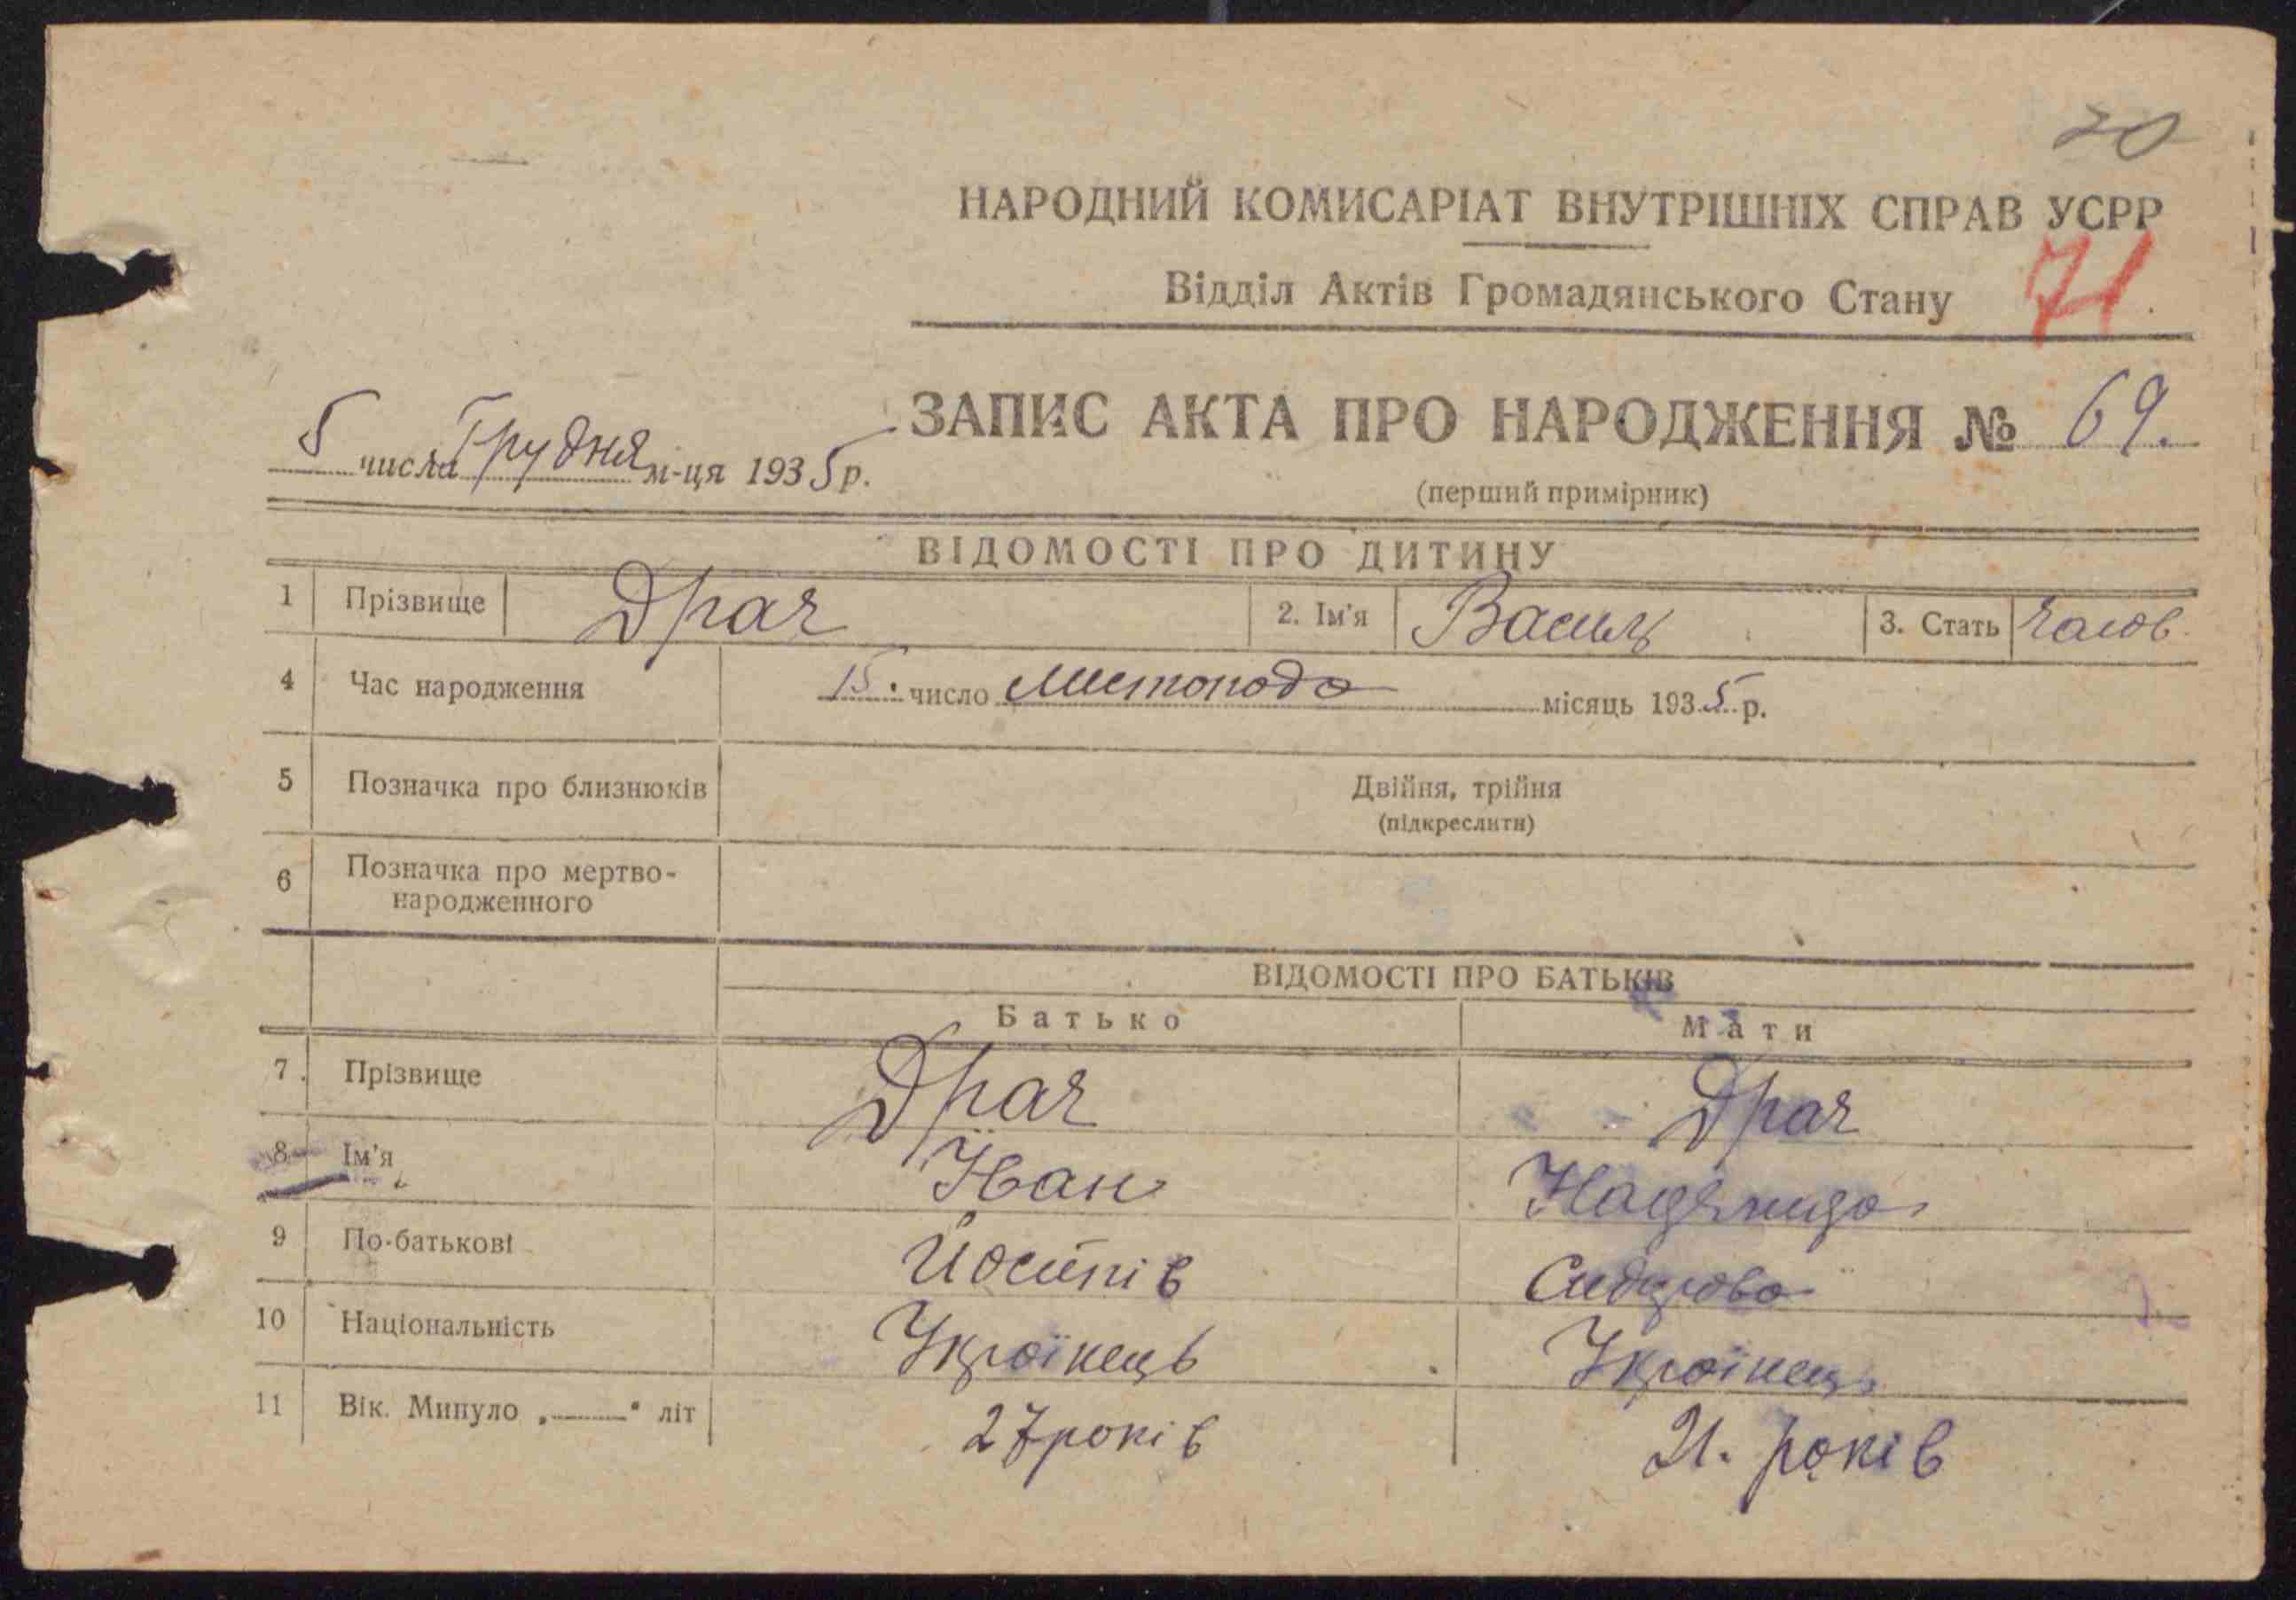 20
НАРОДНИЙ КОМИСАРІАТ ВНУТРІШНІХ СПРАВ УСРР
Відділ Актів Громадянського Стану 71
5 числа Грудня м-ця 1935 р.
ЗАПИС АКТА ПРО НАРОДЖЕННЯ № 69.
(перший примірник)
ВІДОМОСТІ ПРО ДИТИНУ
1 Прізвище Драч 2. Ім'я Василь 3. Стать Чолов.
4 Час народження 15. число Листопада місяць 1935 р.
5 Позначка про близнюків Двійня, трійня
(підкреслити)
6 Позначка про мертво-
народженного
ВІДОМОСТІ ПРО БАТЬКІВ
Батько Мати
7. Прізвище Драч Драч
8 Ім'я Іван
9 По-батькові Йосипів Сидорова
10 Національність Українець Українець
11 Вік. Минуло „——" літ 27 років 21. років